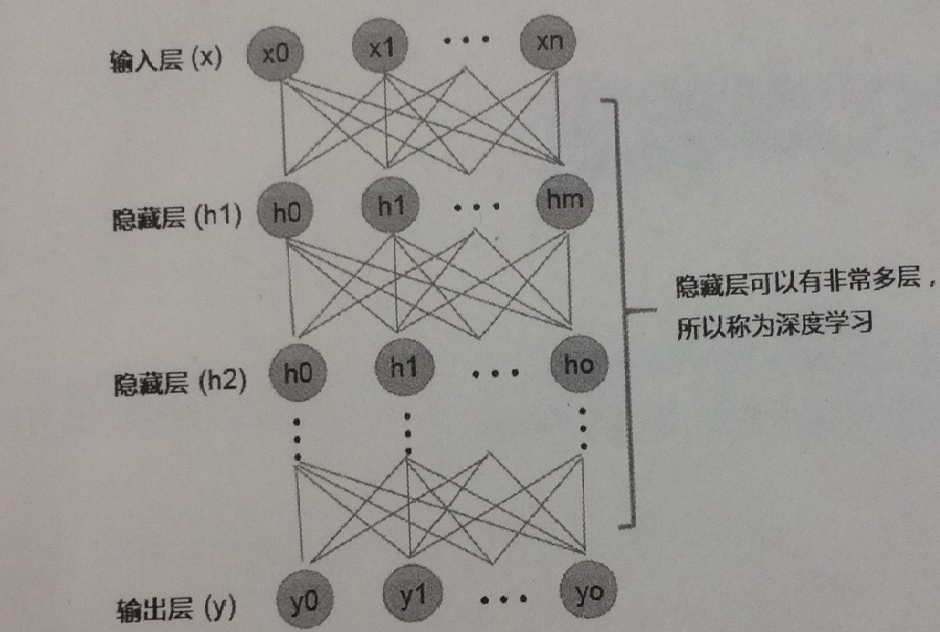 输入层 (x) x0 x1 ··· xn
隐藏层 (h1) h0 h1 ··· hm
隐藏层可以有非常多层，
所以称为深度学习
隐藏层 (h2) h0 h1 ··· ho
输出层 (y) y0 y1 ··· yo